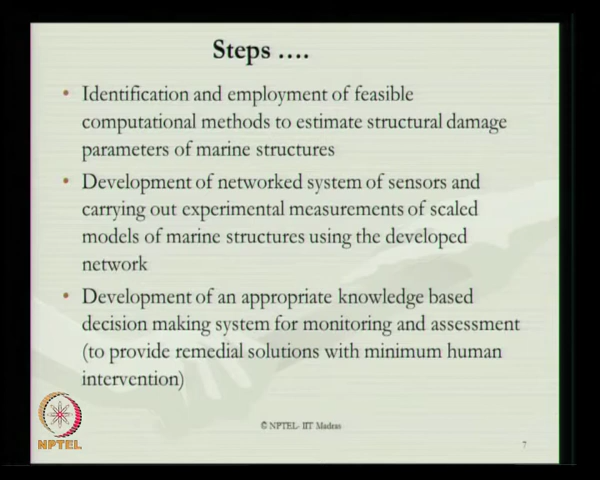 Steps ....
• Identification and employment of feasible
computational methods to estimate structural damage
parameters of marine structures
• Development of networked system of sensors and
carrying out experimental measurements of scaled
models of marine structures using the developed
network
• Development of an appropriate knowledge based
decision making system for monitoring and assessment
(to provide remedial solutions with minimum human
intervention)
NPTEL
© NPTEL- IIT Madras
7